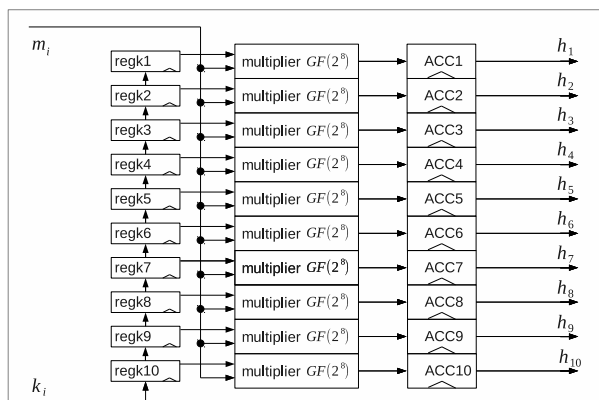 m_i
h_1
regk1 multiplier GF(2^8) ACC1
h_2
regk2 multiplier GF(2^8) ACC2
h_3
regk3 multiplier GF(2^8) ACC3
h_4
regk4 multiplier GF(2^8) ACC4
h_5
regk5 multiplier GF(2^8) ACC5
h_6
regk6 multiplier GF(2^8) ACC6
h_7
regk7 multiplier GF(2^8) ACC7
h_8
regk8 multiplier GF(2^8) ACC8
h_9
regk9 multiplier GF(2^8) ACC9
h_10
regk10 multiplier GF(2^8) ACC10
k_i